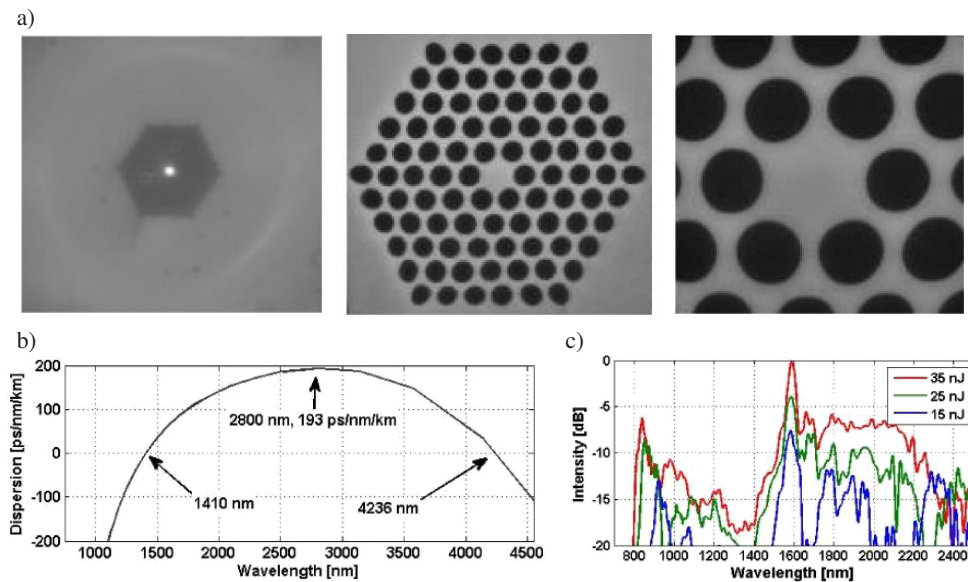 a)
b)
Dispersion [ps/nm/km]
200
100
0
-100
-200
2800 nm, 193 ps/nm/km
1410 nm
4236 nm
1000 1500 2000 2500 3000 3500 4000 4500
Wavelength [nm]
c)
Intensity [dB]
0
-5
-10
-15
-20
35 nJ
25 nJ
15 nJ
800 1000 1200 1400 1600 1800 2000 2200 2400
Wavelength [nm]